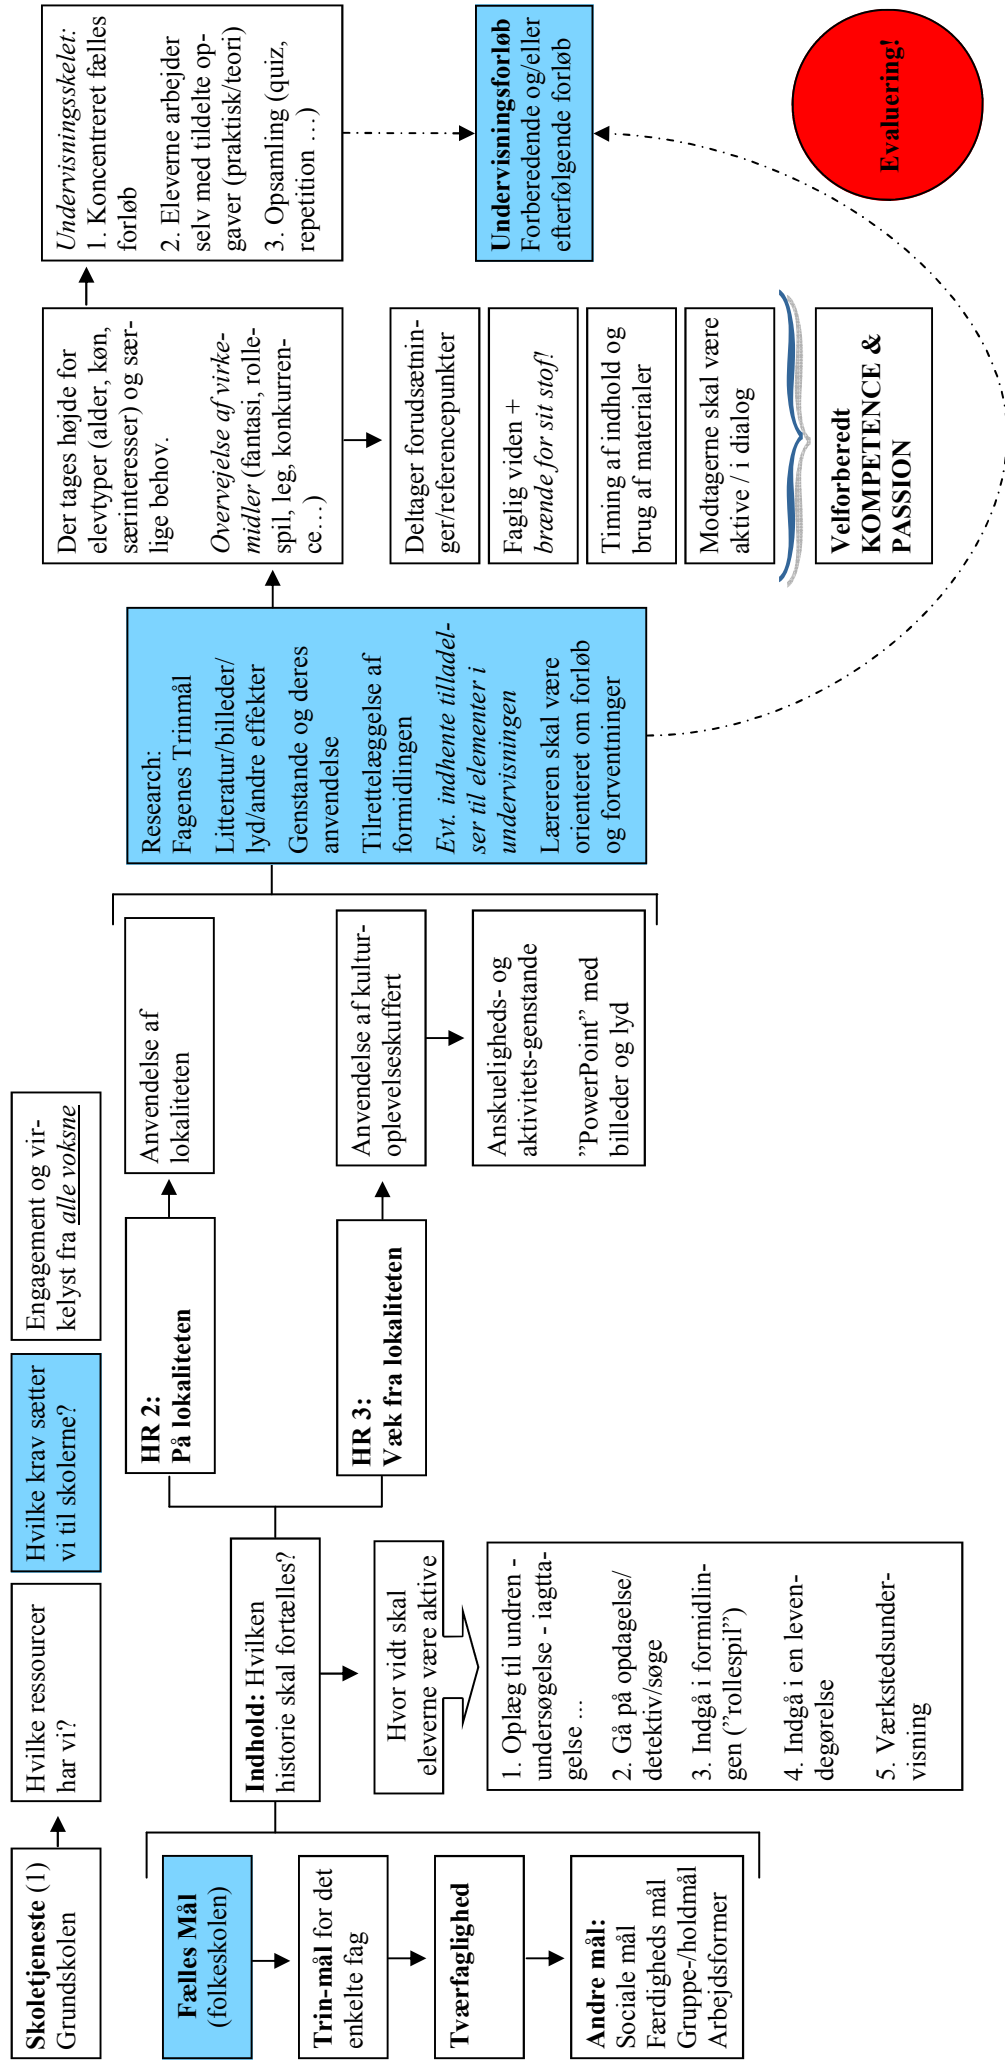 Skoletjeneste (1)
Grundskolen
Hvilke ressourcer
har vi?
Hvilke krav sætter
vi til skolerne?
Engagement og vir-
kelyst fra alle voksne
Fælles Mål
(folkeskolen)
Trin-mål for det
enkelte fag
Tværfaglighed
Andre mål:
Sociale mål
Færdigheds mål
Gruppe-/holdmål
Arbejdsformer
Indhold: Hvilken
historie skal fortælles?
Hvor vidt skal
eleverne være aktive
1. Oplæg til undren -
undersøgelse - iagtta-
gelse ...
2. Gå på opdagelse/
detektiv/søge
3. Indgå i formidlin-
gen (”rollespil”)
4. Indgå i en leven-
degørelse
5. Værkstedsunder-
visning
HR 2:
På lokaliteten
HR 3:
Væk fra lokaliteten
Anvendelse af
lokaliteten
Anvendelse af kultur-
oplevelseskuffert
Anskueligheds- og
aktivitets-genstande
”PowerPoint” med
billeder og lyd
Research:
Fagenes Trinmål
Litteratur/billeder/
lyd/andre effekter
Genstande og deres
anvendelse
Tilrettelæggelse af
formidlingen
Evt. indhente tilladel-
ser til elementer i
undervisningen
Læreren skal være
orienteret om forløb
og forventninger
Der tages højde for
elevtyper (alder, køn,
særinteresser) og sær-
lige behov.
Overvejelse af virke-
midler (fantasi, rolle-
spil, leg, konkurren-
ce…)
Deltager forudsætnin-
ger/referencepunkter
Faglig viden +
brænde for sit stof!
Timing af indhold og
brug af materialer
Modtagerne skal være
aktive / i dialog
Velforberedt
KOMPETENCE &
PASSION
Undervisningsskelet:
1. Koncentreret fælles
forløb
2. Eleverne arbejder
selv med tildelte op-
gaver (praktisk/teori)
3. Opsamling (quiz,
repetition …)
Undervisningsforløb
Forberedende og/eller
efterfølgende forløb
Evaluering!